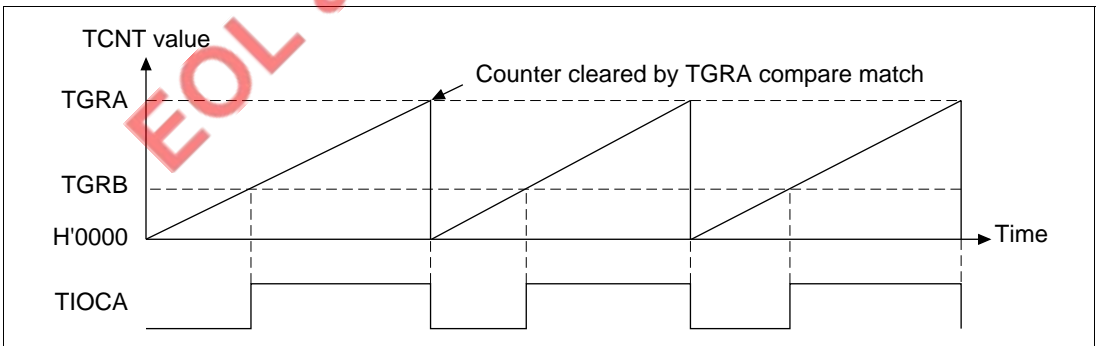 EOL
TCNT value
Counter cleared by TGRA compare match
TGRA
TGRB
H'0000
Time
TIOCA